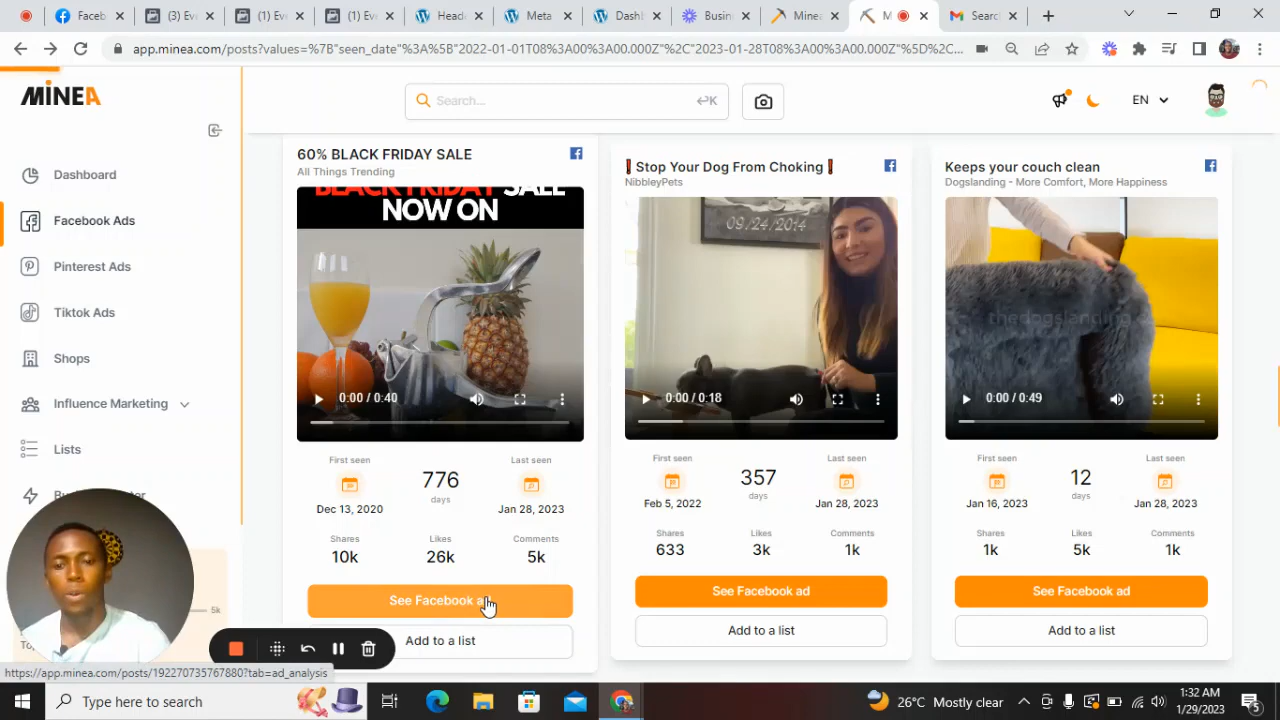 Faceb
(3) Ev
(1) Ev
(1) Ev
Head
Meta
Dash
Busin
Minea
M
Search
app.minea.com/posts?values=%7B"seen_date"%3A%5B"2022-01-01T08%3A00%3A00.000Z"%2C"2023-01-28T08%3A00%3A00.000Z"%5D%2C...
MINEA
Search...
K
EN
Dashboard
Facebook Ads
Pinterest Ads
Tiktok Ads
Shops
Influence Marketing
Lists
5k
60% BLACK FRIDAY SALE
All Things Trending
BLACK FRIDAY SALE
NOW ON
0:00 / 0:40
First seen
776
days
Last seen
Dec 13, 2020
Jan 28, 2023
Shares
Likes
Comments
10k
26k
5k
See Facebook ad
Add to a list
❗Stop Your Dog From Choking❗
NibbleyPets
09/24/2014
0:00 / 0:18
First seen
357
days
Last seen
Feb 5, 2022
Jan 28, 2023
Shares
Likes
Comments
633
3k
1k
See Facebook ad
Add to a list
Keeps your couch clean
Dogslanding - More Comfort, More Happiness
thedogslanding.c
0:00 / 0:49
First seen
12
days
Last seen
Jan 16, 2023
Jan 28, 2023
Shares
Likes
Comments
1k
5k
1k
See Facebook ad
Add to a list
https://app.minea.com/posts/192270735767880?tab=ad_analysis
Type here to search
26°C Mostly clear
1:32 AM
1/29/2023
5